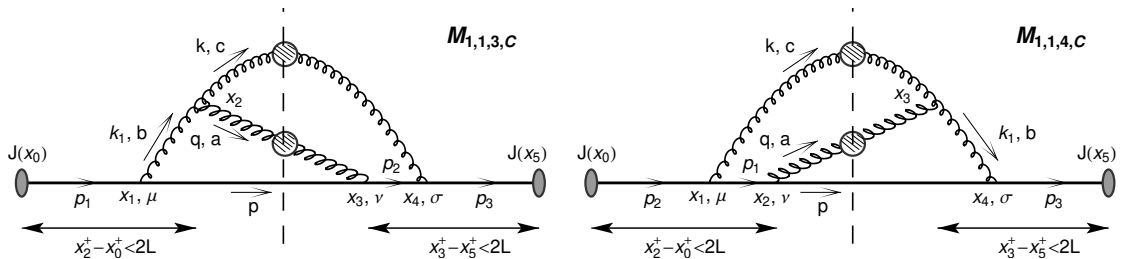 M₁,₁,₃,C
k, c
x₂
k₁, b
q, a
J(x₀)
p₂
J(x₅)
p₁
x₁, μ
p
x₃, ν
x₄, σ
p₃
x₂⁺−x₀⁺<2L
x₃⁺−x₅⁺<2L
M₁,₁,₄,C
k, c
x₃
k₁, b
q, a
J(x₀)
p₁
J(x₅)
p₂
x₁, μ
x₂, ν
p
x₄, σ
p₃
x₂⁺−x₀⁺<2L
x₃⁺−x₅⁺<2L